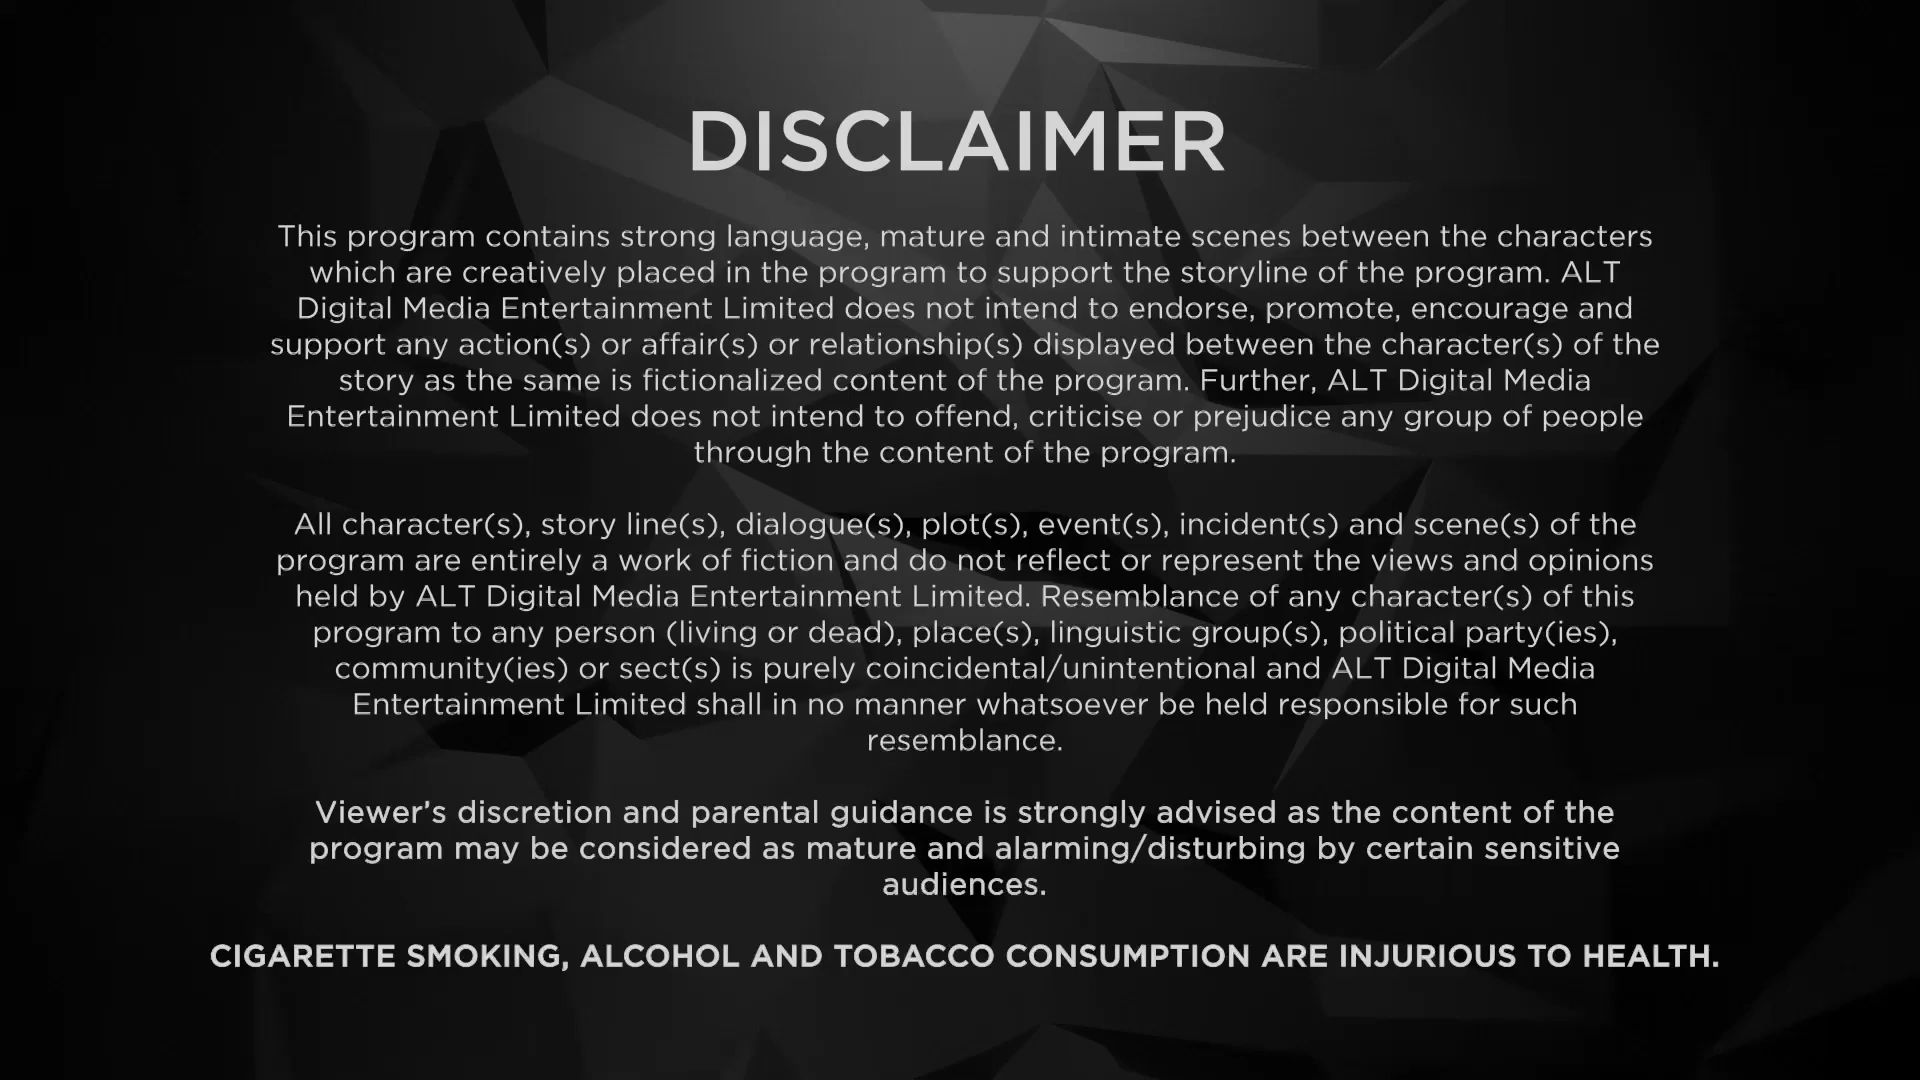 DISCLAIMER
This program contains strong language, mature and intimate scenes between the characters
which are creatively placed in the program to support the storyline of the program. ALT
Digital Media Entertainment Limited does not intend to endorse, promote, encourage and
support any action(s) or affair(s) or relationship(s) displayed between the character(s) of the
story as the same is fictionalized content of the program. Further, ALT Digital Media
Entertainment Limited does not intend to offend, criticise or prejudice any group of people
through the content of the program.
All character(s), story line(s), dialogue(s), plot(s), event(s), incident(s) and scene(s) of the
program are entirely a work of fiction and do not reflect or represent the views and opinions
held by ALT Digital Media Entertainment Limited. Resemblance of any character(s) of this
program to any person (living or dead), place(s), linguistic group(s), political party(ies),
community(ies) or sect(s) is purely coincidental/unintentional and ALT Digital Media
Entertainment Limited shall in no manner whatsoever be held responsible for such
resemblance.
Viewer's discretion and parental guidance is strongly advised as the content of the
program may be considered as mature and alarming/disturbing by certain sensitive
audiences.
CIGARETTE SMOKING, ALCOHOL AND TOBACCO CONSUMPTION ARE INJURIOUS TO HEALTH.